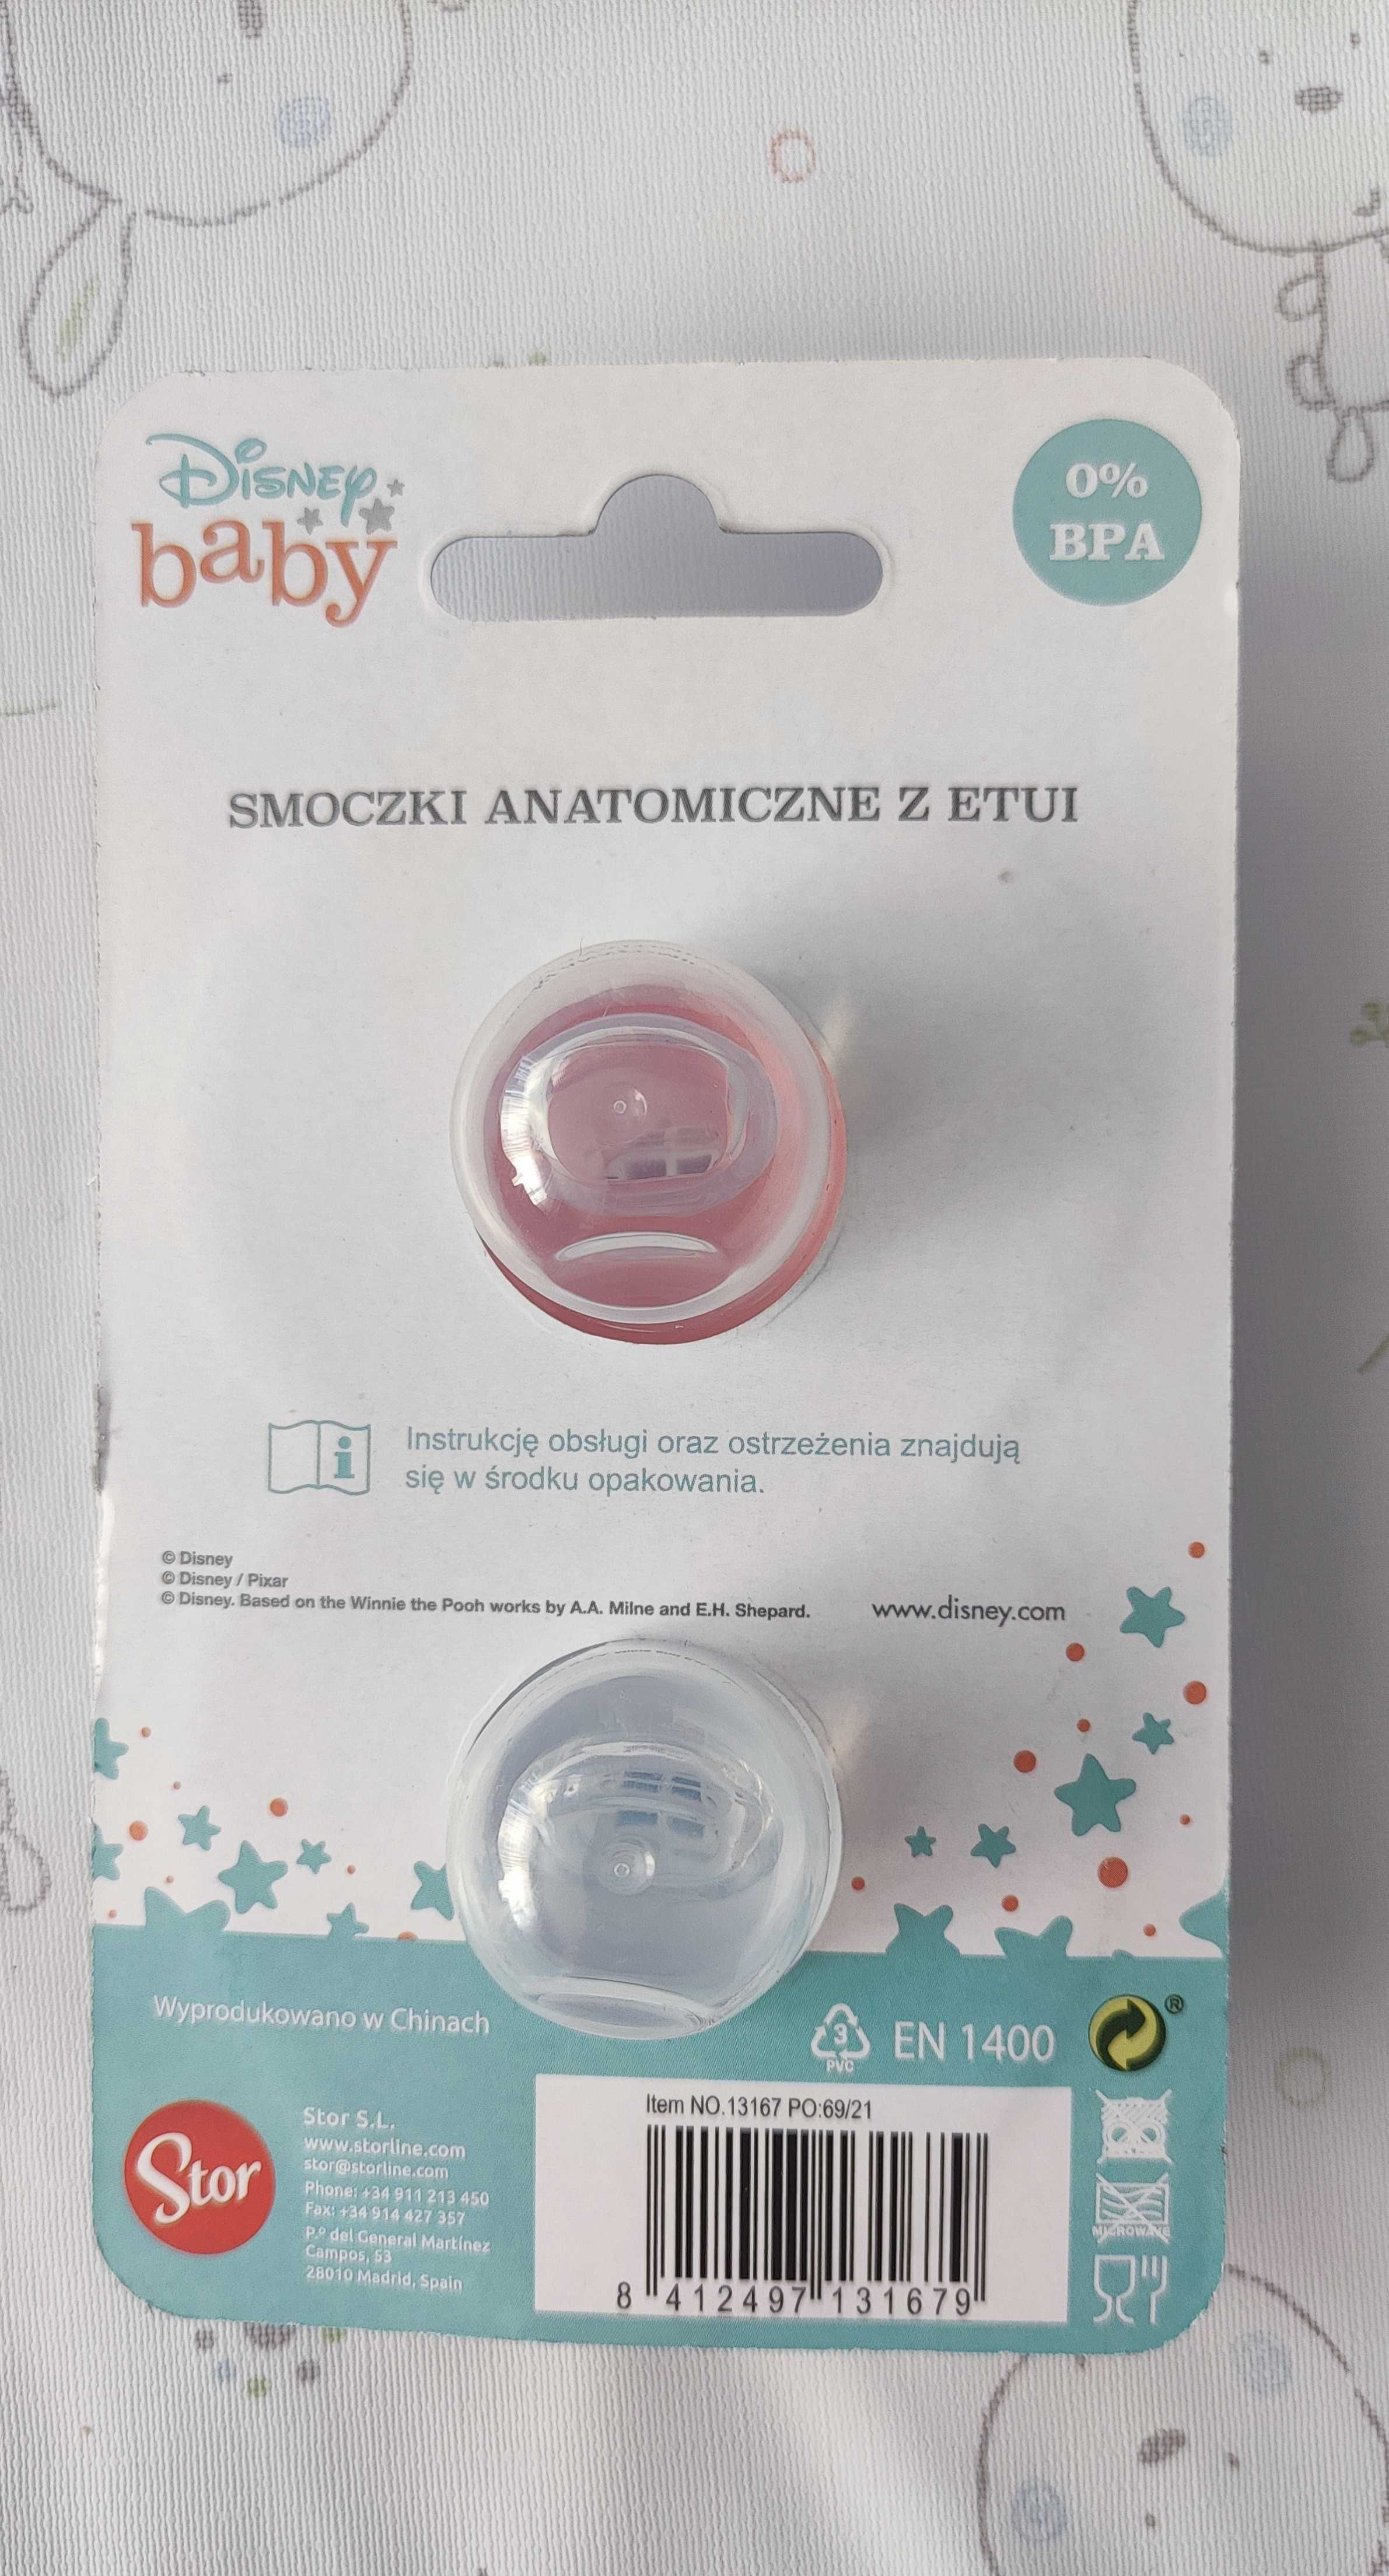 Disney
baby
0%
BPA
SMOCZKI ANATOMICZNE Z ETUI
i
Instrukcję obsługi oraz ostrzeżenia znajdują
się w środku opakowania.
© Disney
© Disney / Pixar
© Disney. Based on the Winnie the Pooh works by A.A. Milne and E.H. Shepard.
www.disney.com
Wyprodukowano w Chinach
3
PVC
EN 1400
®
Stor
Stor S.L.
www.storline.com
stor@storline.com
Phone: +34 911 213 450
Fax: +34 914 427 357
P.º del General Martínez
Campos, 53
28010 Madrid, Spain
Item NO.13167 PO:69/21
8 412497 131679
MICROWAVE